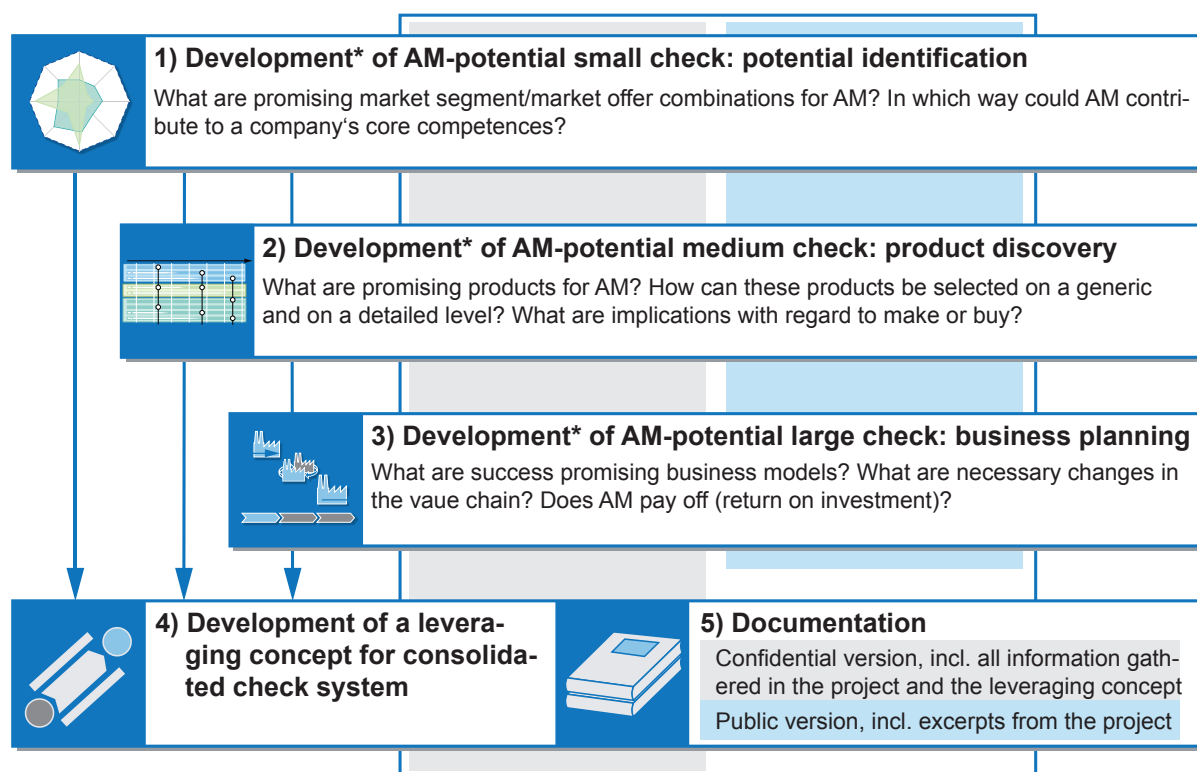 1) Development* of AM-potential small check: potential identification
What are promising market segment/market offer combinations for AM? In which way could AM contri-
bute to a company‘s core competences?
2) Development* of AM-potential medium check: product discovery
What are promising products for AM? How can these products be selected on a generic
and on a detailed level? What are implications with regard to make or buy?
3) Development* of AM-potential large check: business planning
What are success promising business models? What are necessary changes in
the vaue chain? Does AM pay off (return on investment)?
4) Development of a levera-
ging concept for consolida-
ted check system
5) Documentation
Confidential version, incl. all information gath-
ered in the project and the leveraging concept
Public version, incl. excerpts from the project